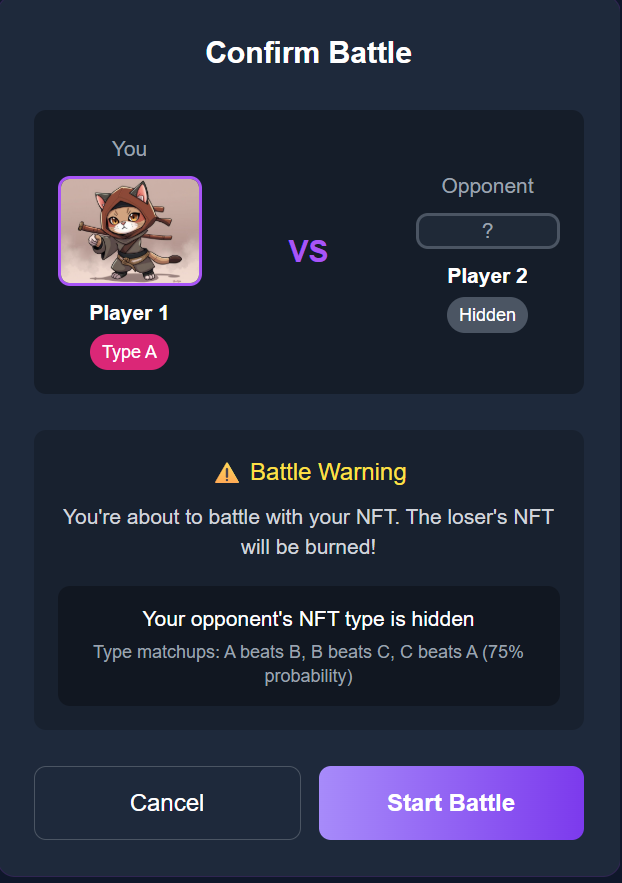 Confirm Battle
You
Opponent
?
VS
Player 1
Player 2
Type A
Hidden
⚠ Battle Warning
You're about to battle with your NFT. The loser's NFT
will be burned!
Your opponent's NFT type is hidden
Type matchups: A beats B, B beats C, C beats A (75%
probability)
Cancel
Start Battle